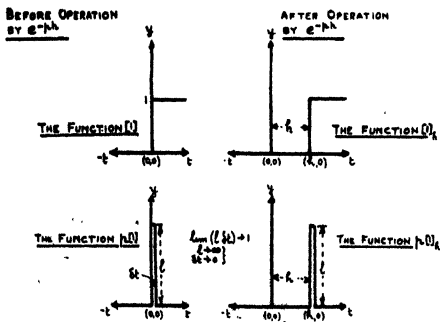 BEFORE OPERATION
BY e^-ph
AFTER OPERATION
BY e^-ph
y
1
THE FUNCTION [1]
-t
(0,0)
t
y
h
THE FUNCTION [1]h
-t
(0,0)
(h,0)
t
y
THE FUNCTION p[1]
δt
l
lim (l δt) → 1
l→∞
δt→0 }
-t
(0,0)
t
y
h
l
THE FUNCTION p[1]h
-t
(0,0)
(h,0)
t